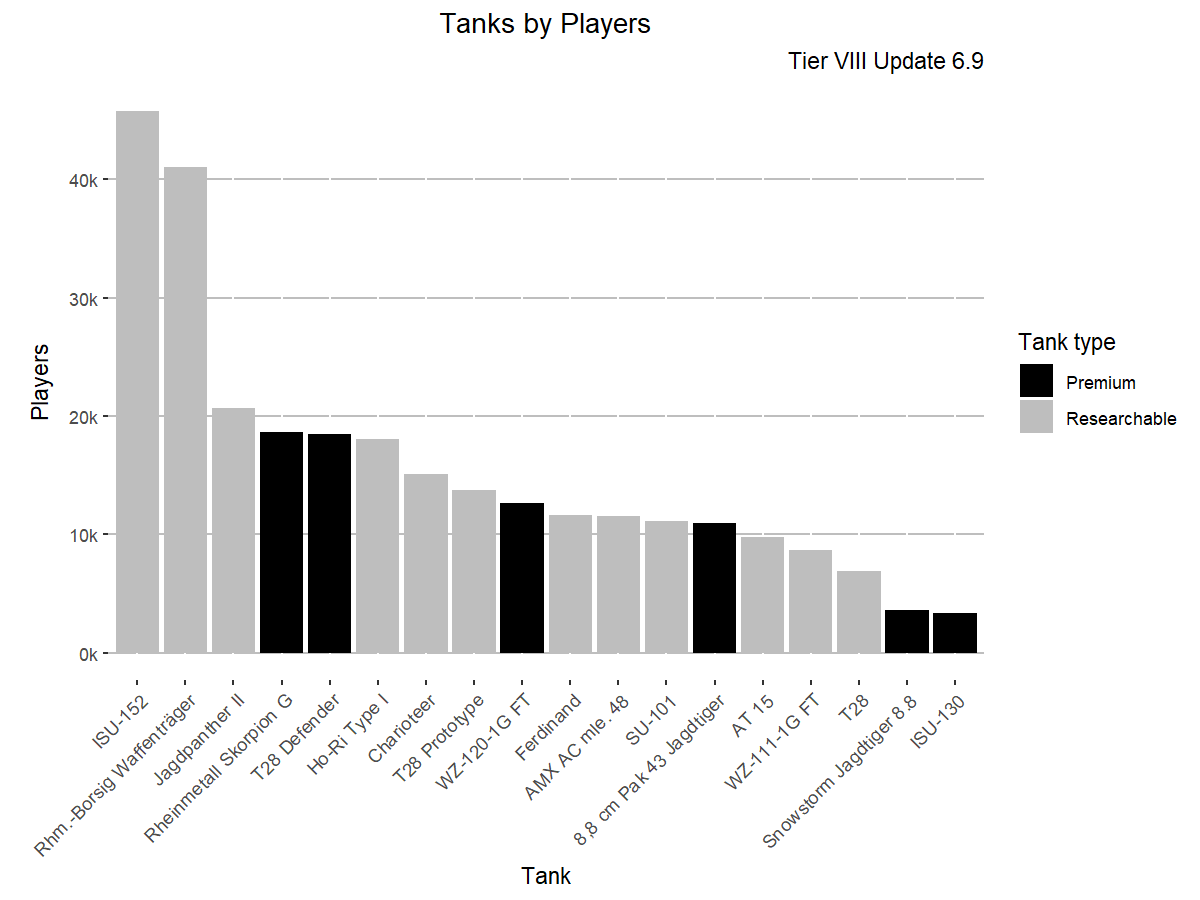 Tanks by Players
Tier VIII Update 6.9
Players
40k
30k
20k
10k
0k
ISU-152
Rhm.-Borsig Waffenträger
Jagdpanther II
Rheinmetall Skorpion G
T28 Defender
Ho-Ri Type I
Charioteer
T28 Prototype
WZ-120-1G FT
Ferdinand
AMX AC mle. 48
SU-101
8,8 cm Pak 43 Jagdtiger
AT 15
WZ-111-1G FT
T28
Snowstorm Jagdtiger 8.8
ISU-130
Tank
Tank type
Premium
Researchable